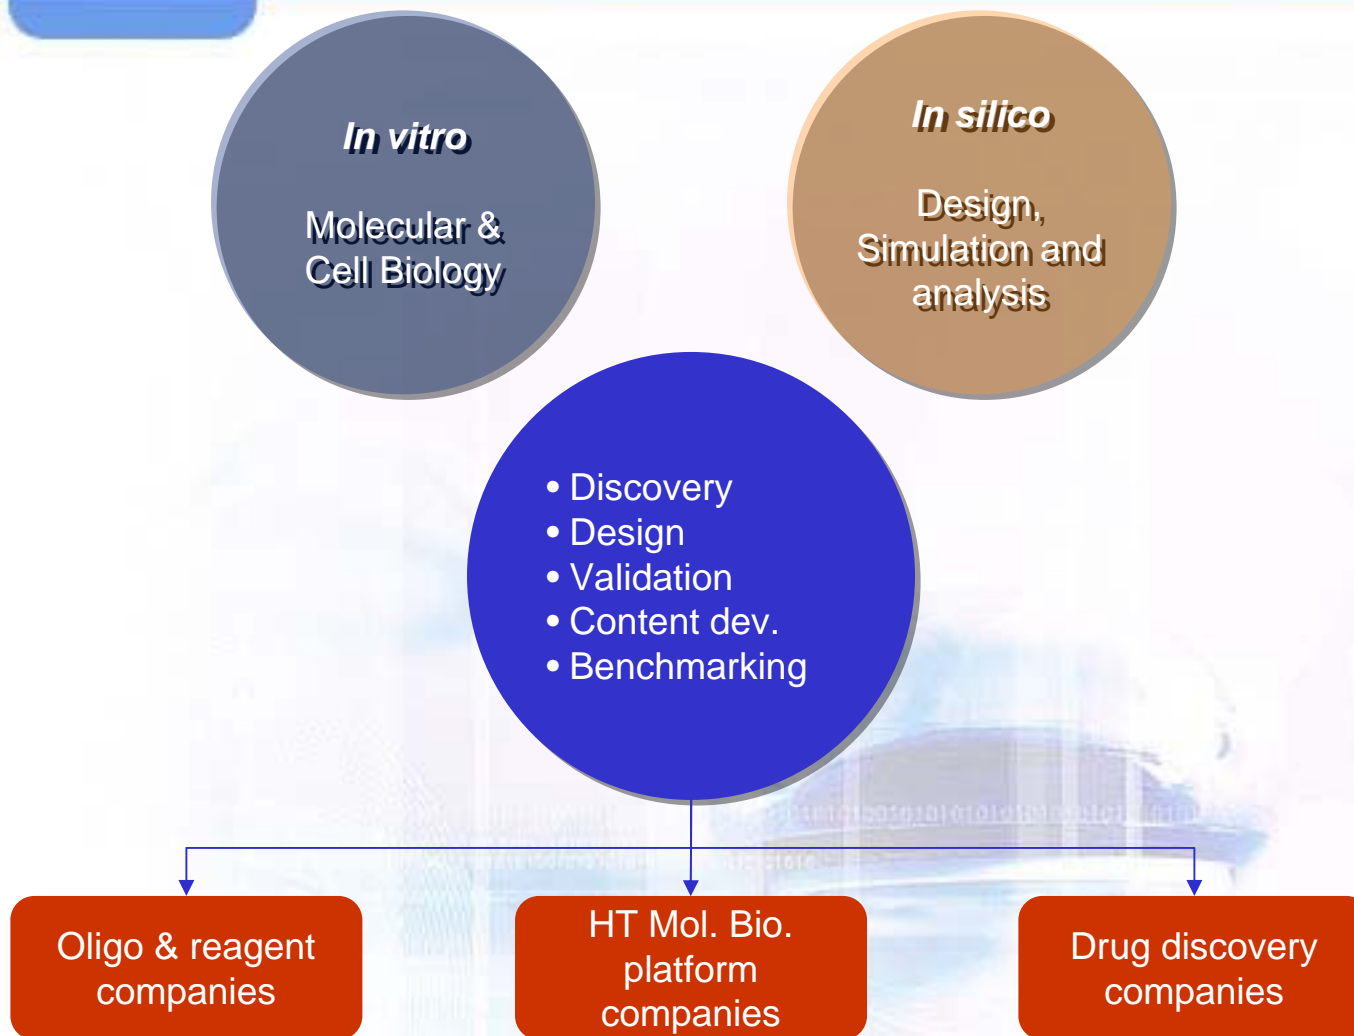 In vitro
Molecular &
Cell Biology
In silico
Design,
Simulation and
analysis
• Discovery
• Design
• Validation
• Content dev.
• Benchmarking
Oligo & reagent
companies
HT Mol. Bio.
platform
companies
Drug discovery
companies